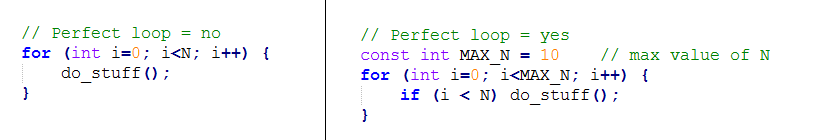 // Perfect loop = no
for (int i=0; i<N; i++) {
    do_stuff();
}
// Perfect loop = yes
const int MAX_N = 10    // max value of N
for (int i=0; i<MAX_N; i++) {
    if (i < N) do_stuff();
}